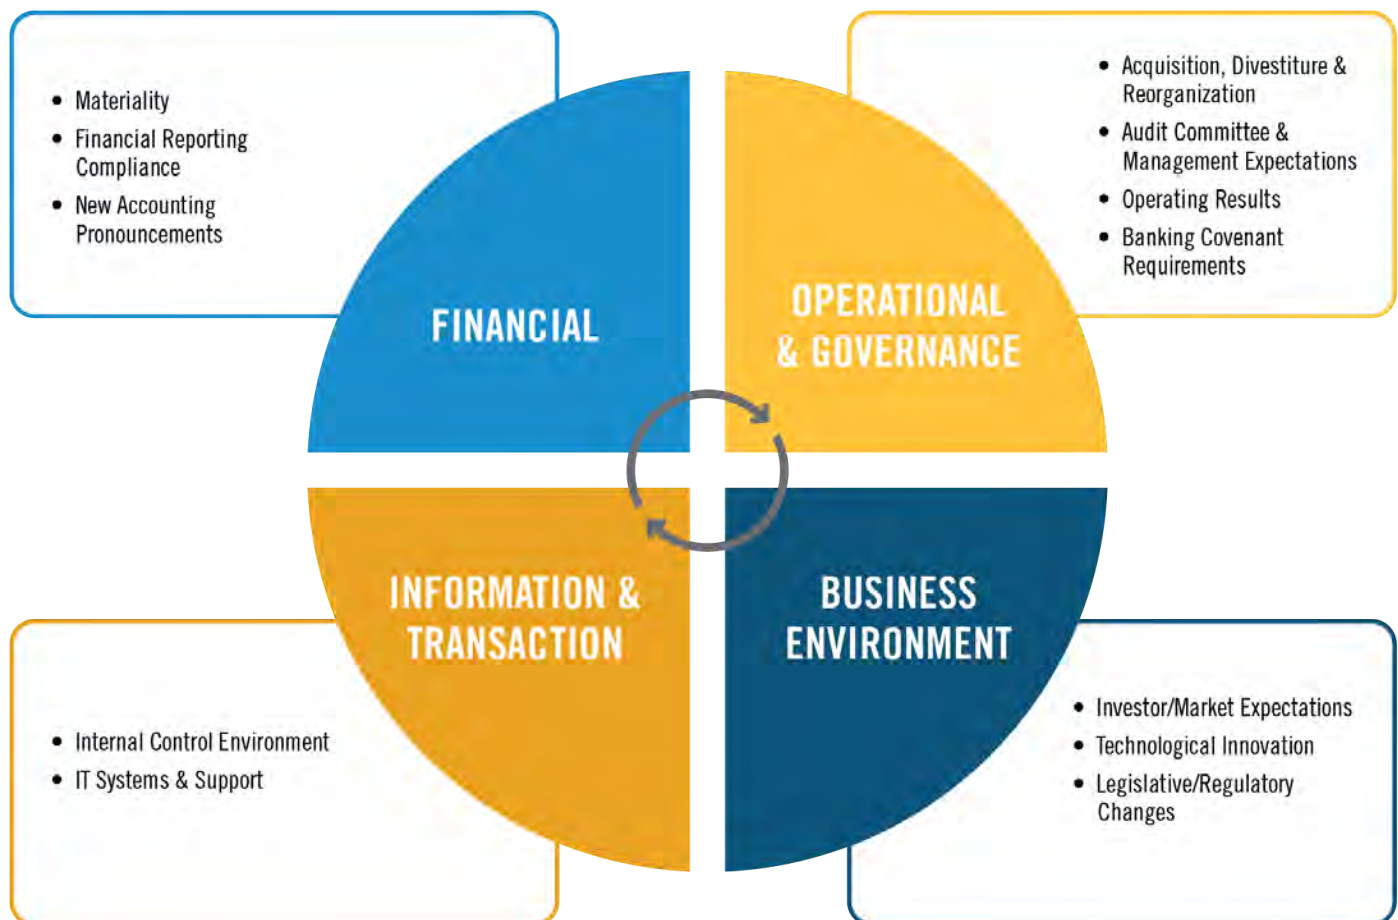 • Materiality
• Financial Reporting
Compliance
• New Accounting
Pronouncements
• Acquisition, Divestiture &
Reorganization
• Audit Committee &
Management Expectations
• Operating Results
• Banking Covenant
Requirements
FINANCIAL
OPERATIONAL
& GOVERNANCE
INFORMATION &
TRANSACTION
BUSINESS
ENVIRONMENT
• Internal Control Environment
• IT Systems & Support
• Investor/Market Expectations
• Technological Innovation
• Legislative/Regulatory
Changes